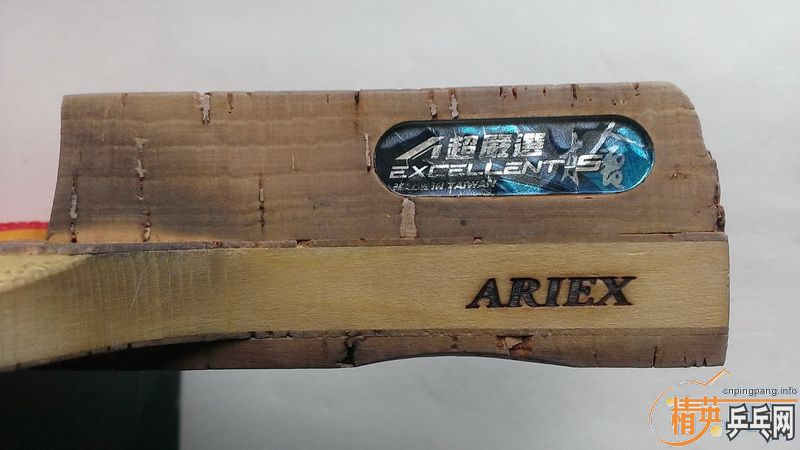 超嚴選
EXCELLENT S
MADE IN TAIWAN
ARIEX
cnpingpang.info
精英乒乓网